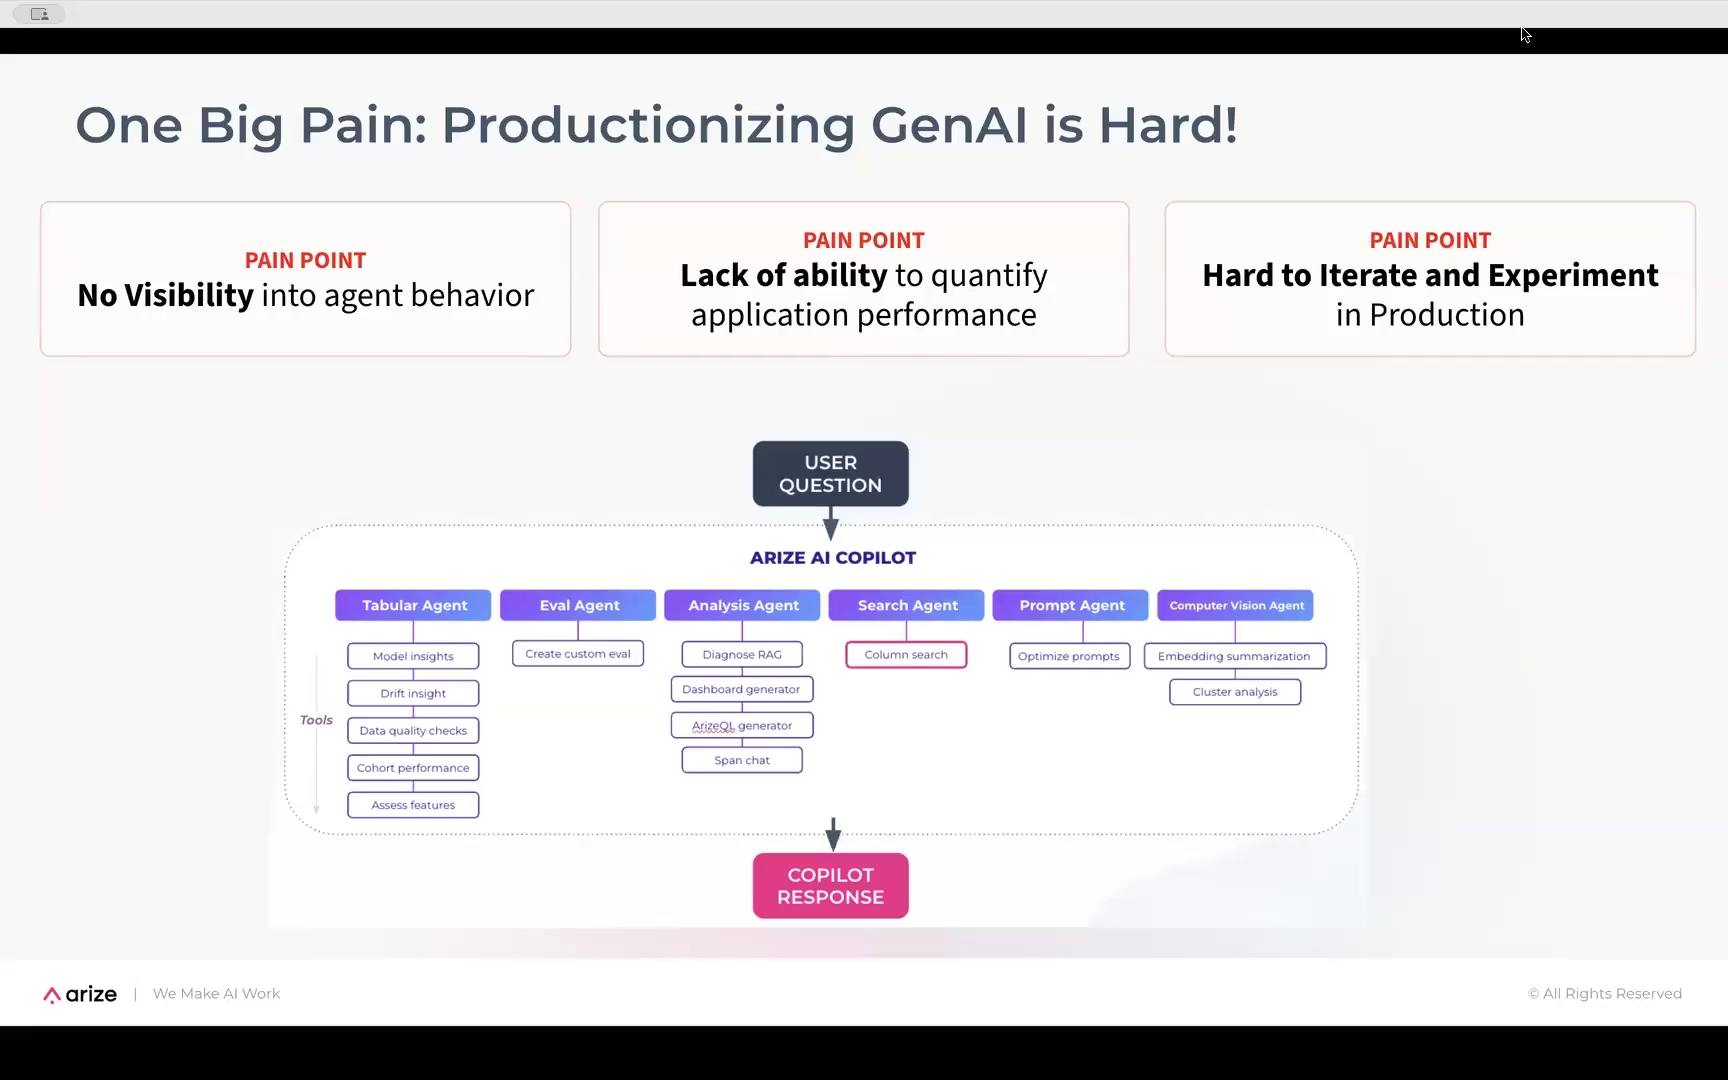 One Big Pain: Productionizing GenAI is Hard!
PAIN POINT
No Visibility into agent behavior
PAIN POINT
Lack of ability to quantify
application performance
PAIN POINT
Hard to Iterate and Experiment
in Production
USER
QUESTION
ARIZE AI COPILOT
Tabular Agent
Eval Agent
Analysis Agent
Search Agent
Prompt Agent
Computer Vision Agent
Tools
Model insights
Drift insight
Data quality checks
Cohort performance
Assess features
Create custom eval
Diagnose RAG
Dashboard generator
ArizeQL generator
Span chat
Column search
Optimize prompts
Embedding summarization
Cluster analysis
COPILOT
RESPONSE
arize | We Make AI Work
© All Rights Reserved